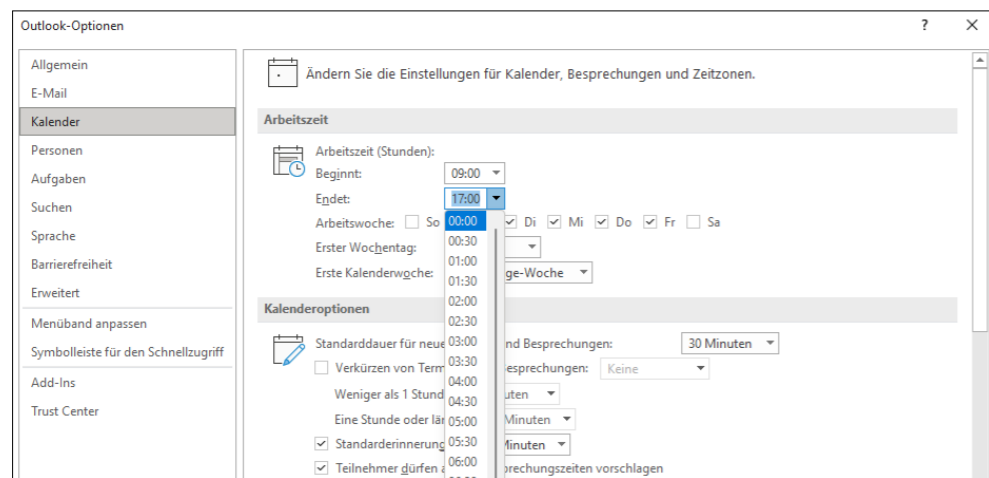 Outlook-Optionen
?
Allgemein
E-Mail
Kalender
Personen
Aufgaben
Suchen
Sprache
Barrierefreiheit
Erweitert
Menüband anpassen
Symbolleiste für den Schnellzugriff
Add-Ins
Trust Center
Ändern Sie die Einstellungen für Kalender, Besprechungen und Zeitzonen.
Arbeitszeit
Arbeitszeit (Stunden):
Beginnt: 09:00
Endet: 17:00
Arbeitswoche: So Di Mi Do Fr Sa
Erster Wochentag:
Erste Kalenderwoche: ge-Woche
00:00
00:30
01:00
01:30
02:00
02:30
03:00
03:30
04:00
04:30
05:00
05:30
06:00
Kalenderoptionen
Standarddauer für neue nd Besprechungen: 30 Minuten
Verkürzen von Term esprechungen: Keine
Weniger als 1 Stund uten
Eine Stunde oder lär Minuten
Standarderinnerung Minuten
Teilnehmer dürfen a prechungszeiten vorschlagen